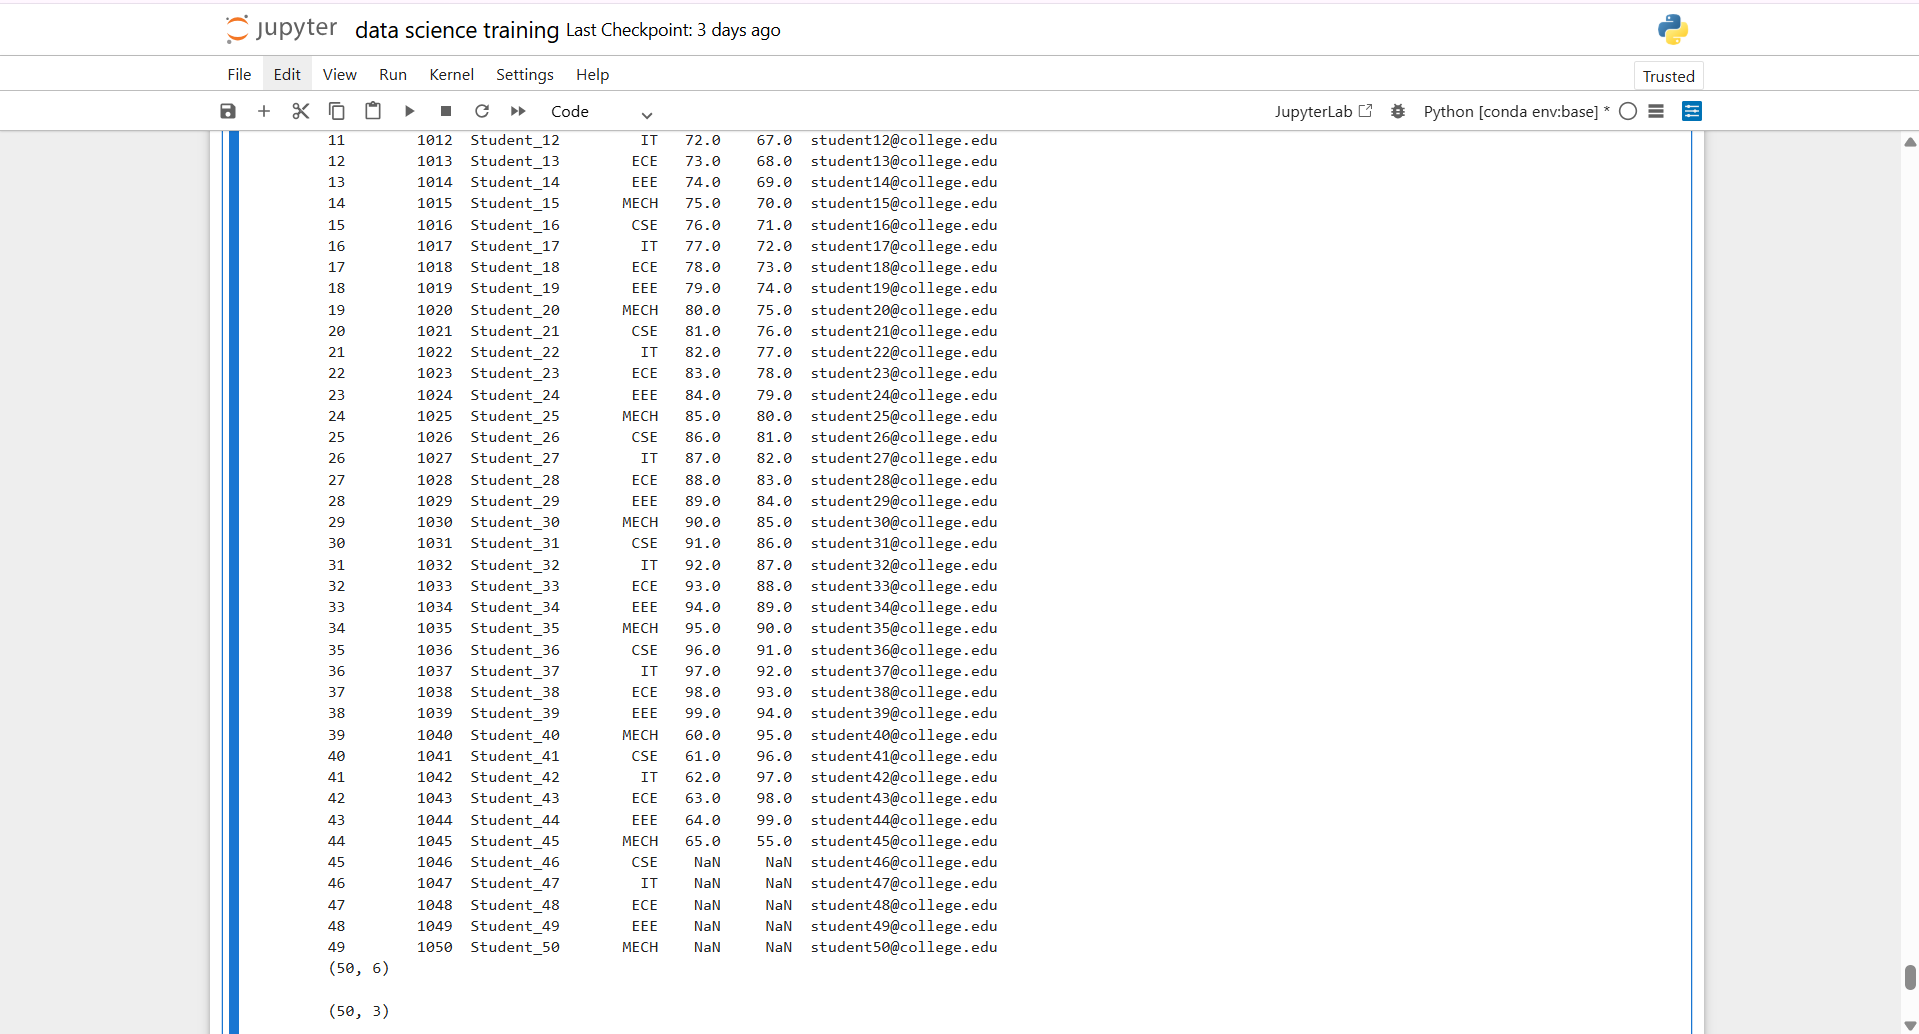 jupyter data science training Last Checkpoint: 3 days ago
File Edit View Run Kernel Settings Help Trusted
Code JupyterLab Python [conda env:base] *
11 1012 Student_12 IT 72.0 67.0 student12@college.edu
12 1013 Student_13 ECE 73.0 68.0 student13@college.edu
13 1014 Student_14 EEE 74.0 69.0 student14@college.edu
14 1015 Student_15 MECH 75.0 70.0 student15@college.edu
15 1016 Student_16 CSE 76.0 71.0 student16@college.edu
16 1017 Student_17 IT 77.0 72.0 student17@college.edu
17 1018 Student_18 ECE 78.0 73.0 student18@college.edu
18 1019 Student_19 EEE 79.0 74.0 student19@college.edu
19 1020 Student_20 MECH 80.0 75.0 student20@college.edu
20 1021 Student_21 CSE 81.0 76.0 student21@college.edu
21 1022 Student_22 IT 82.0 77.0 student22@college.edu
22 1023 Student_23 ECE 83.0 78.0 student23@college.edu
23 1024 Student_24 EEE 84.0 79.0 student24@college.edu
24 1025 Student_25 MECH 85.0 80.0 student25@college.edu
25 1026 Student_26 CSE 86.0 81.0 student26@college.edu
26 1027 Student_27 IT 87.0 82.0 student27@college.edu
27 1028 Student_28 ECE 88.0 83.0 student28@college.edu
28 1029 Student_29 EEE 89.0 84.0 student29@college.edu
29 1030 Student_30 MECH 90.0 85.0 student30@college.edu
30 1031 Student_31 CSE 91.0 86.0 student31@college.edu
31 1032 Student_32 IT 92.0 87.0 student32@college.edu
32 1033 Student_33 ECE 93.0 88.0 student33@college.edu
33 1034 Student_34 EEE 94.0 89.0 student34@college.edu
34 1035 Student_35 MECH 95.0 90.0 student35@college.edu
35 1036 Student_36 CSE 96.0 91.0 student36@college.edu
36 1037 Student_37 IT 97.0 92.0 student37@college.edu
37 1038 Student_38 ECE 98.0 93.0 student38@college.edu
38 1039 Student_39 EEE 99.0 94.0 student39@college.edu
39 1040 Student_40 MECH 60.0 95.0 student40@college.edu
40 1041 Student_41 CSE 61.0 96.0 student41@college.edu
41 1042 Student_42 IT 62.0 97.0 student42@college.edu
42 1043 Student_43 ECE 63.0 98.0 student43@college.edu
43 1044 Student_44 EEE 64.0 99.0 student44@college.edu
44 1045 Student_45 MECH 65.0 55.0 student45@college.edu
45 1046 Student_46 CSE NaN NaN student46@college.edu
46 1047 Student_47 IT NaN NaN student47@college.edu
47 1048 Student_48 ECE NaN NaN student48@college.edu
48 1049 Student_49 EEE NaN NaN student49@college.edu
49 1050 Student_50 MECH NaN NaN student50@college.edu
(50, 6)
(50, 3)